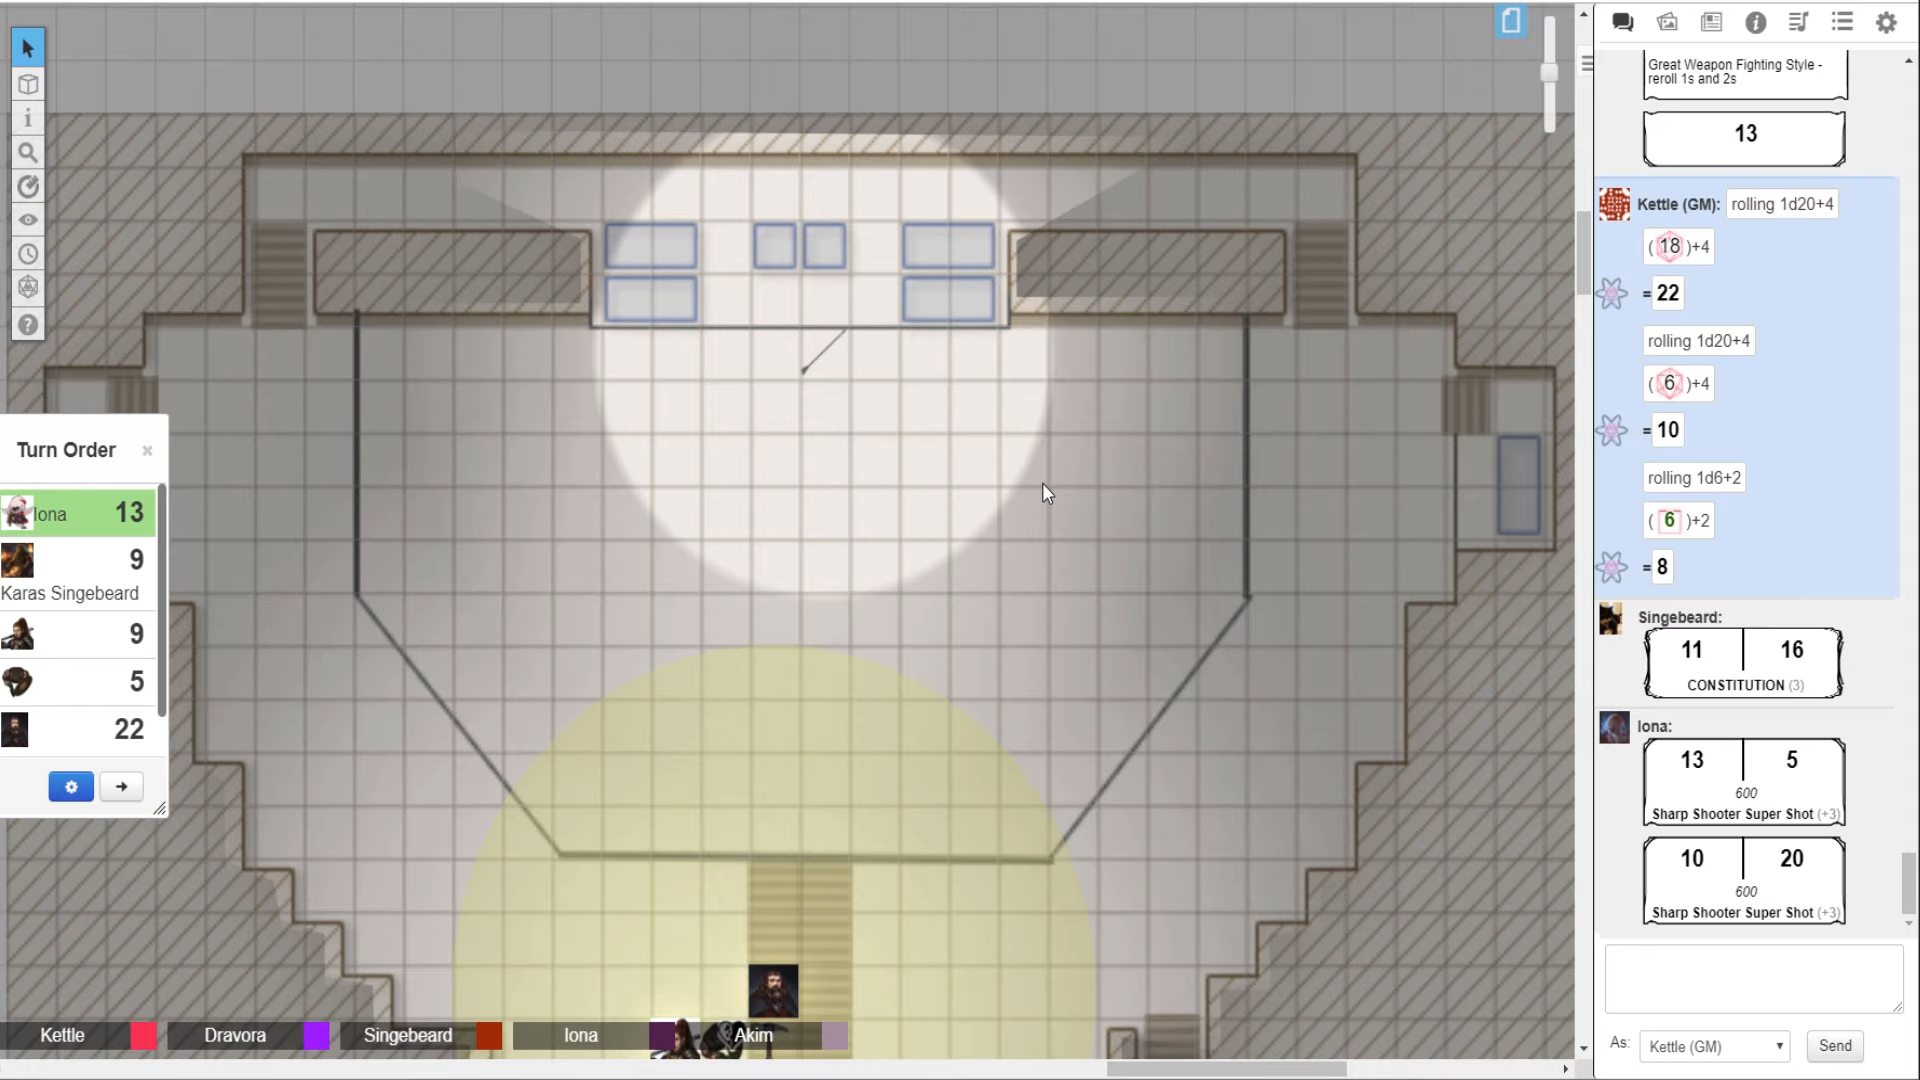 Great Weapon Fighting Style -
reroll 1s and 2s
13
Kettle (GM): rolling 1d20+4
(18)+4
=22
rolling 1d20+4
(6)+4
=10
rolling 1d6+2
(6)+2
=8
Singebeard:
11 16
CONSTITUTION (3)
Iona:
13 5
600
Sharp Shooter Super Shot (+3)
10 20
600
Sharp Shooter Super Shot (+3)
As: Kettle (GM) Send
Turn Order ×
Iona 13
9
Karas Singebeard
9
5
22
Kettle Dravora Singebeard Iona Akim